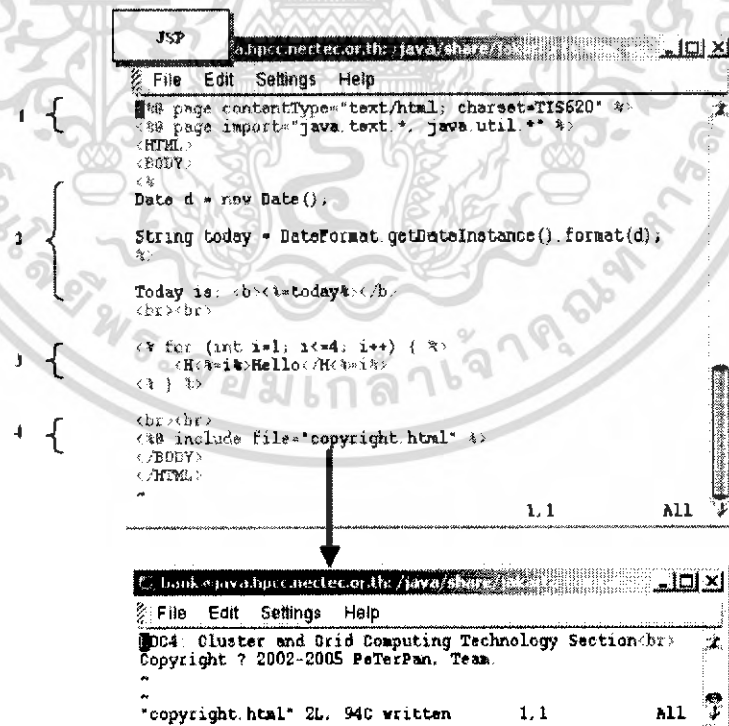 JSP
a.hpcc.nectec.or.th: /java/share/
File Edit Settings Help
1
<%@ page contentType="text/html; charset=TIS620" %>
<%@ page import="java.text.*, java.util.*" %>
<HTML>
<BODY>
<%
Date d = new Date();
2
String today = DateFormat.getDateInstance().format(d);
%>
Today is: <b><%=today%></b>
<br><br>
3
<% for (int i=1; i<=4; i++) { %>
<H<%=i%>Hello</H<%=i%>
<% } %>
4
<br><br>
<%@ include file="copyright.html" %>
</BODY>
</HTML>
~
1,1 All
bank@java.hpcc.nectec.or.th: /java/share/
File Edit Settings Help
Cluster and Grid Computing Technology Section<br>
Copyright ? 2002-2005 PeTerPan. Team.
~
~
"copyright.html" 2L, 94C written 1,1 All